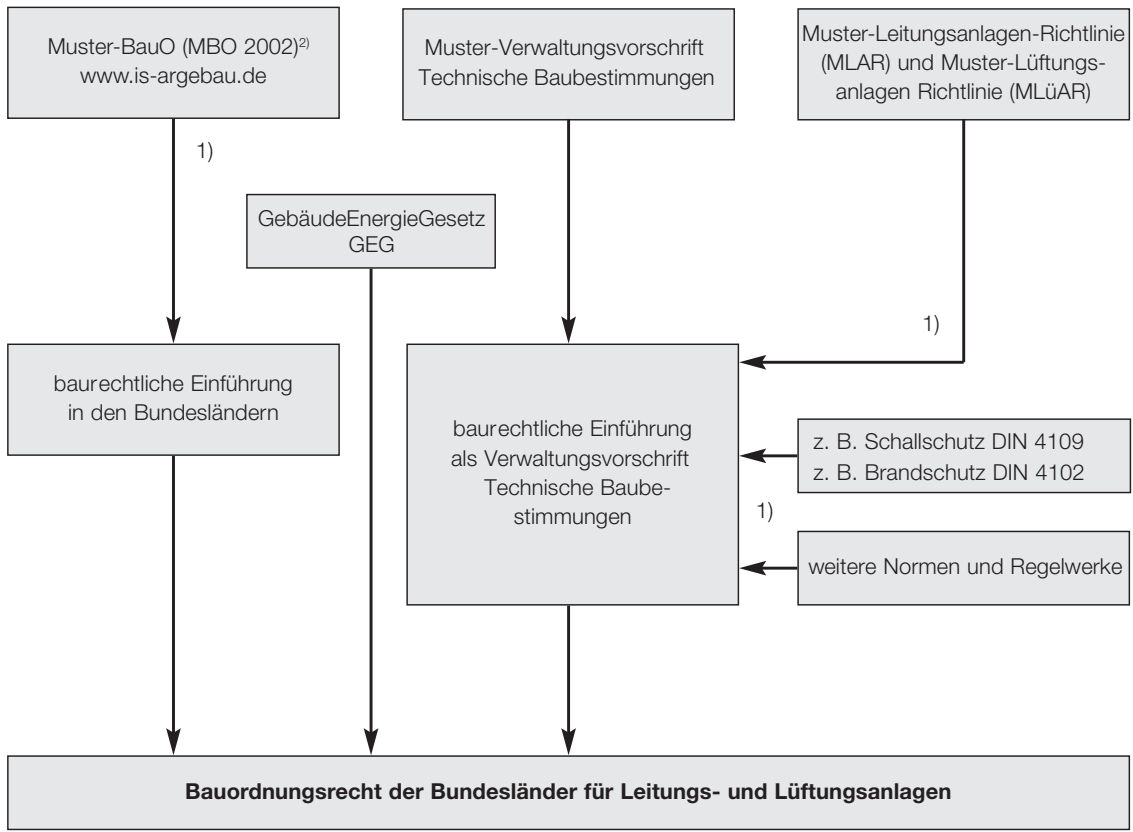 Muster-BauO (MBO 2002)²⁾
www.is-argebau.de
Muster-Verwaltungsvorschrift
Technische Baubestimmungen
Muster-Leitungsanlagen-Richtlinie
(MLAR) und Muster-Lüftungs-
anlagen Richtlinie (MLüAR)
1)
GebäudeEnergieGesetz
GEG
1)
baurechtliche Einführung
in den Bundesländern
baurechtliche Einführung
als Verwaltungsvorschrift
Technische Baube-
stimmungen
z. B. Schallschutz DIN 4109
z. B. Brandschutz DIN 4102
1)
weitere Normen und Regelwerke
Bauordnungsrecht der Bundesländer für Leitungs- und Lüftungsanlagen